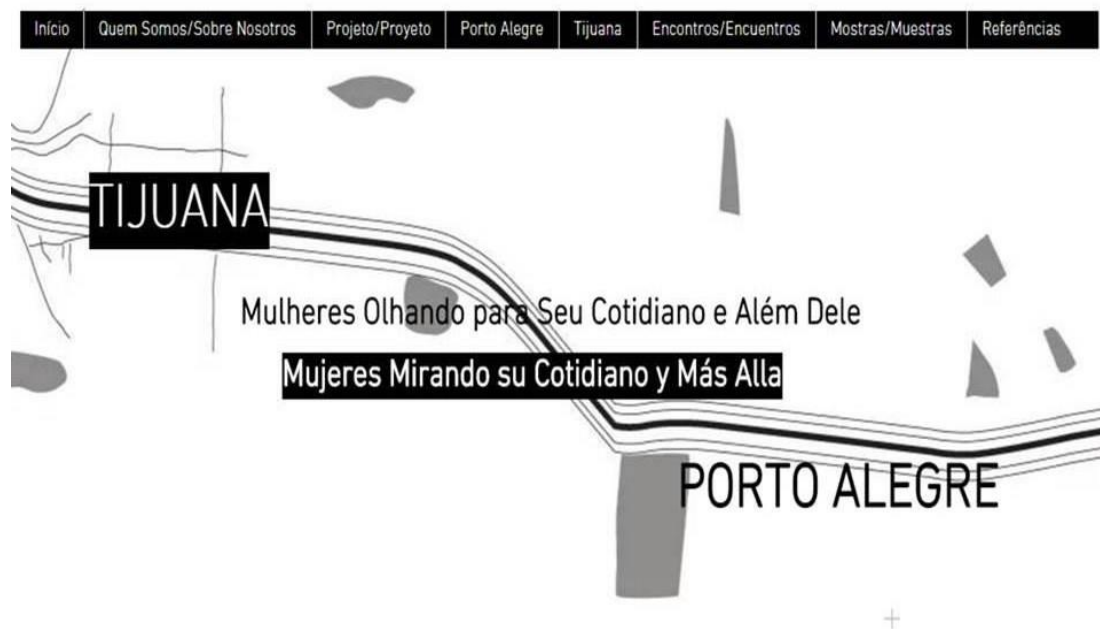 Início Quem Somos/Sobre Nosotros Projeto/Proyeto Porto Alegre Tijuana Encontros/Encuentros Mostras/Muestras Referências
TIJUANA
Mulheres Olhando para Seu Cotidiano e Além Dele
Mujeres Mirando su Cotidiano y Más Alla
PORTO ALEGRE